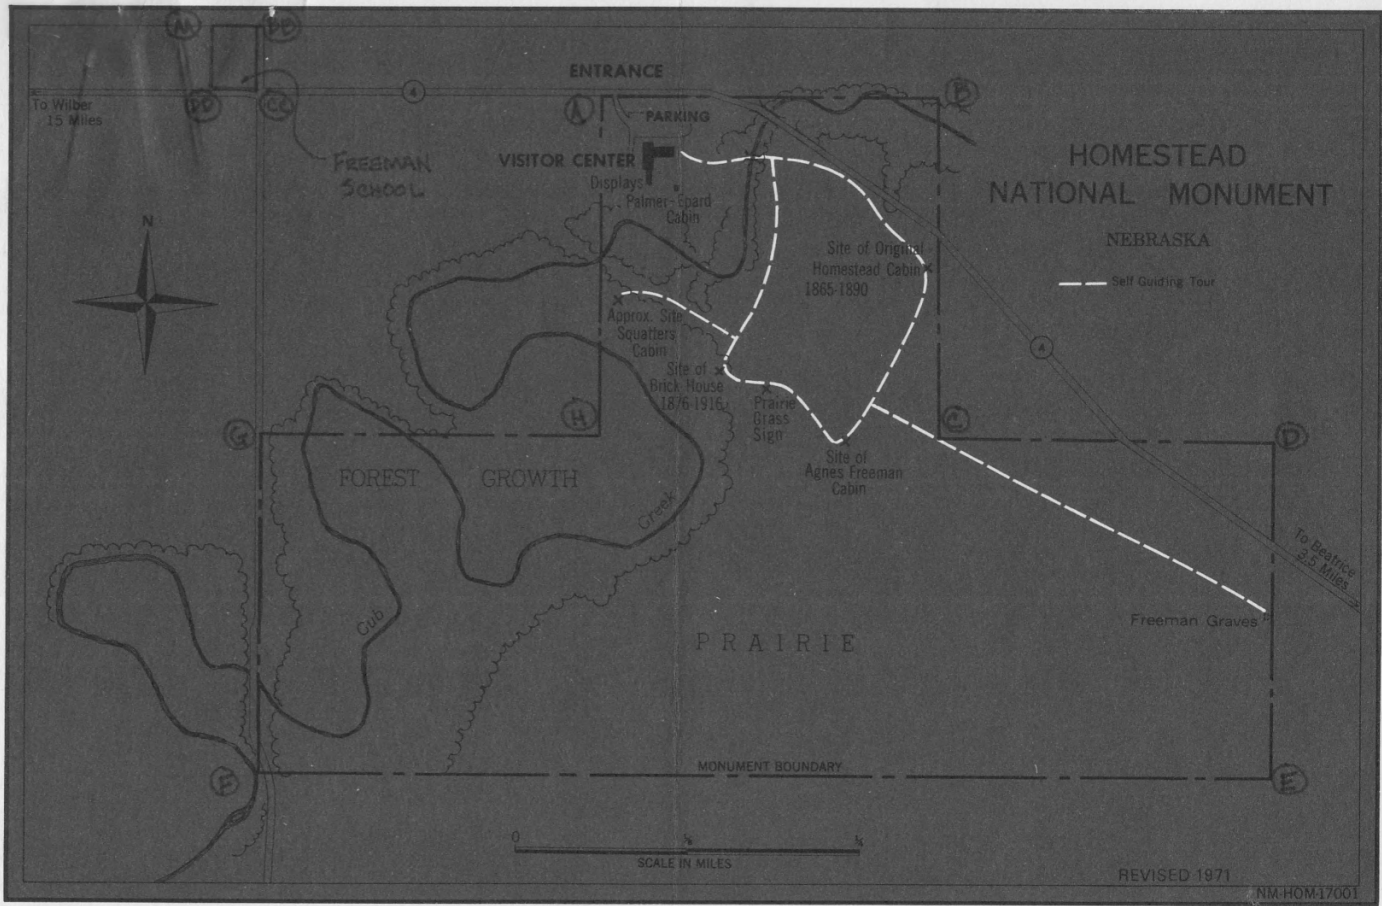 AA
BB
DD
CC
To Wilber
15 Miles
4
FREEMAN
SCHOOL
ENTRANCE
A
B
PARKING
VISITOR CENTER
Displays
Palmer-Epard
Cabin
HOMESTEAD
NATIONAL MONUMENT
NEBRASKA
Self Guiding Tour
N
Site of Original
Homestead Cabin
1865-1890
Approx. Site
Squatters
Cabin
Site of
Brick House
1876-1916
Prairie
Grass
Sign
4
G
H
C
D
Site of
Agnes Freeman
Cabin
FOREST GROWTH
Creek
Cub
To Beatrice
3.5 Miles
Freeman Graves
PRAIRIE
MONUMENT BOUNDARY
F
E
0
SCALE IN MILES
REVISED 1971
NM-HOM-17001